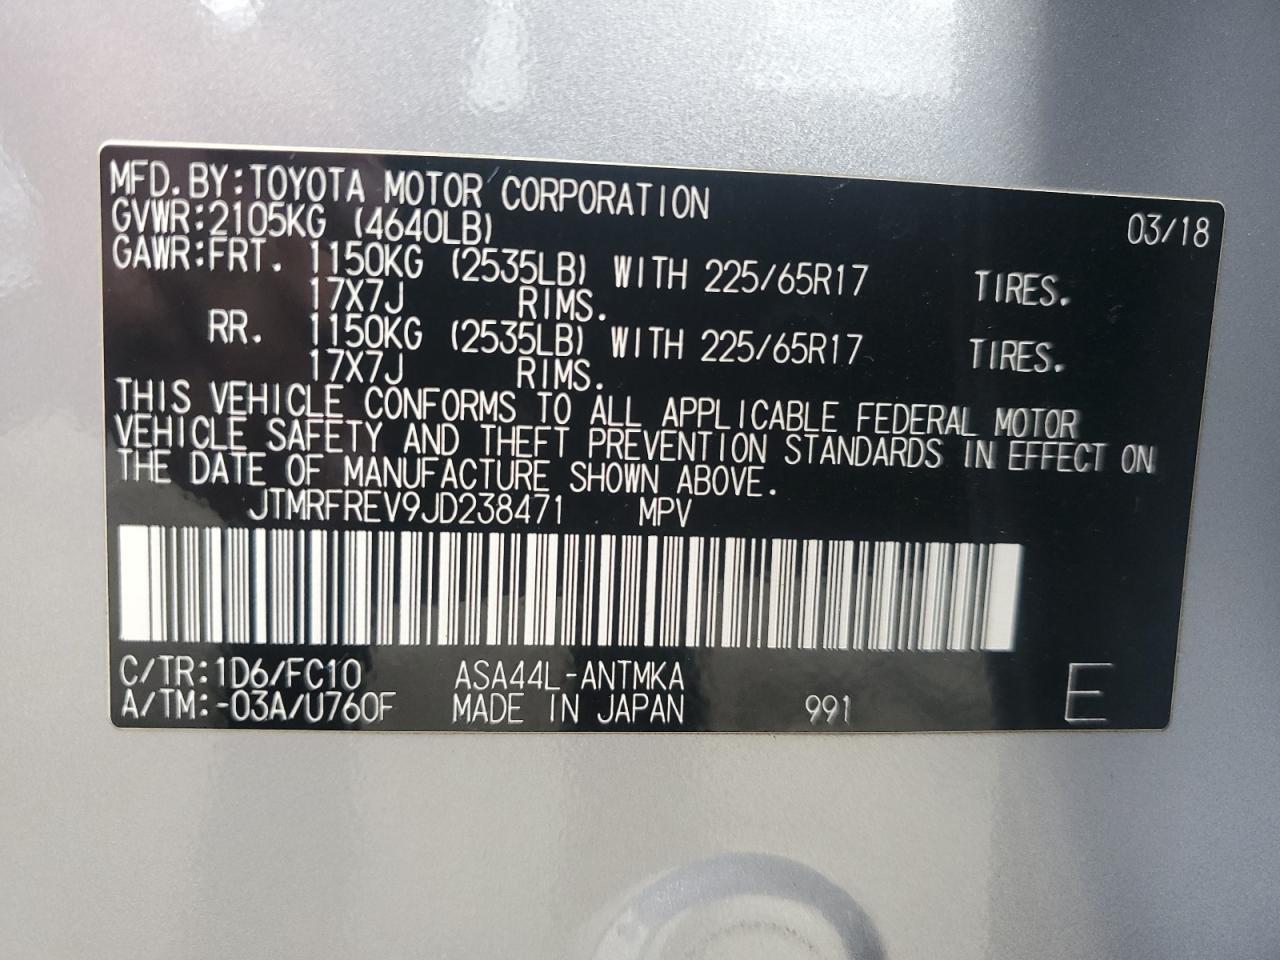 MFD. BY: TOYOTA MOTOR CORPORATION 03/18
GVWR: 2105KG (4640LB)
GAWR: FRT. 1150KG (2535LB) WITH 225/65R17 TIRES.
17X7J RIMS.
RR. 1150KG (2535LB) WITH 225/65R17 TIRES.
17X7J RIMS.
THIS VEHICLE CONFORMS TO ALL APPLICABLE FEDERAL MOTOR
VEHICLE SAFETY AND THEFT PREVENTION STANDARDS IN EFFECT ON
THE DATE OF MANUFACTURE SHOWN ABOVE.
JTMRFREV9JD238471 MPV
C/TR: 1D6/FC10 ASA44L-ANTMKA
A/TM: -03A/U760F MADE IN JAPAN 991 E